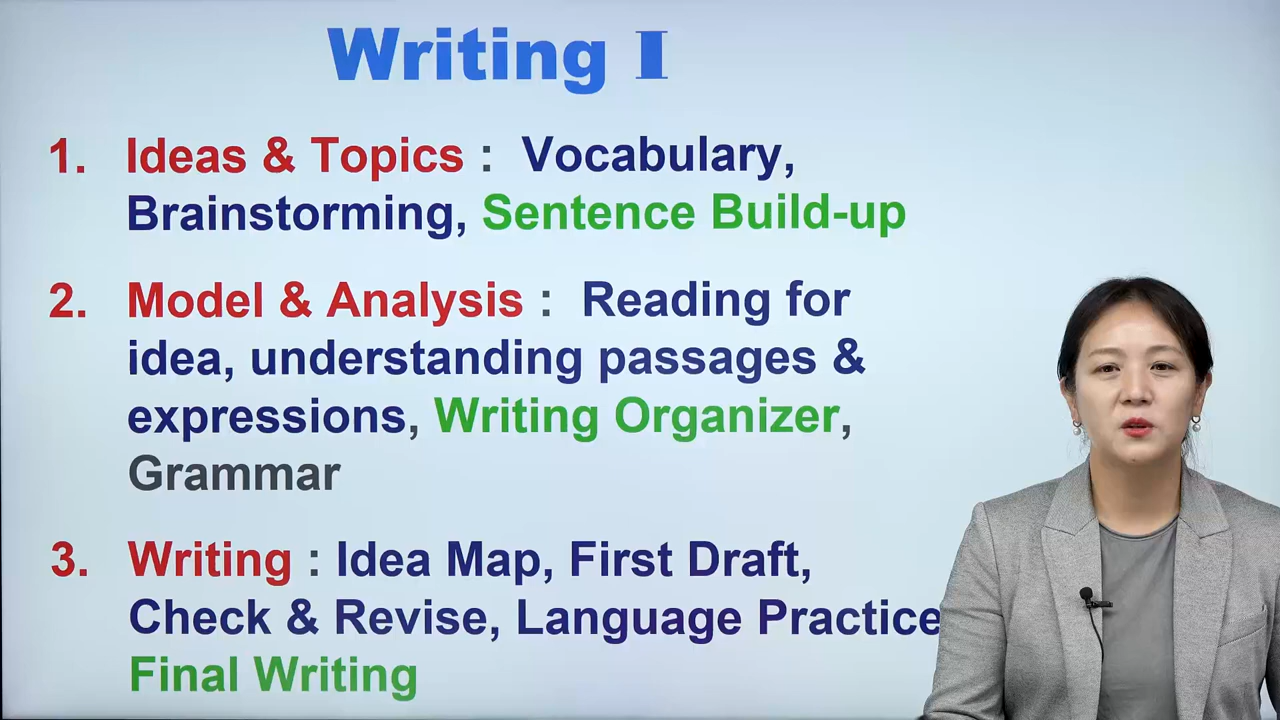 Writing I
1. Ideas & Topics : Vocabulary,
Brainstorming, Sentence Build-up
2. Model & Analysis : Reading for
idea, understanding passages &
expressions, Writing Organizer,
Grammar
3. Writing : Idea Map, First Draft,
Check & Revise, Language Practice
Final Writing